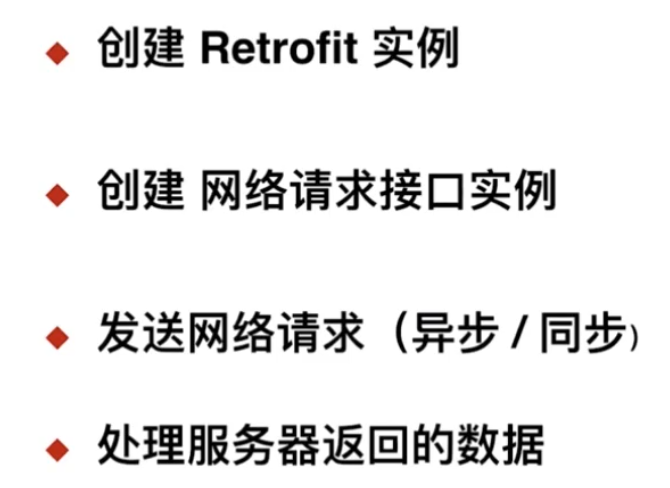 创建 Retrofit 实例
创建 网络请求接口实例
发送网络请求（异步 / 同步)
处理服务器返回的数据